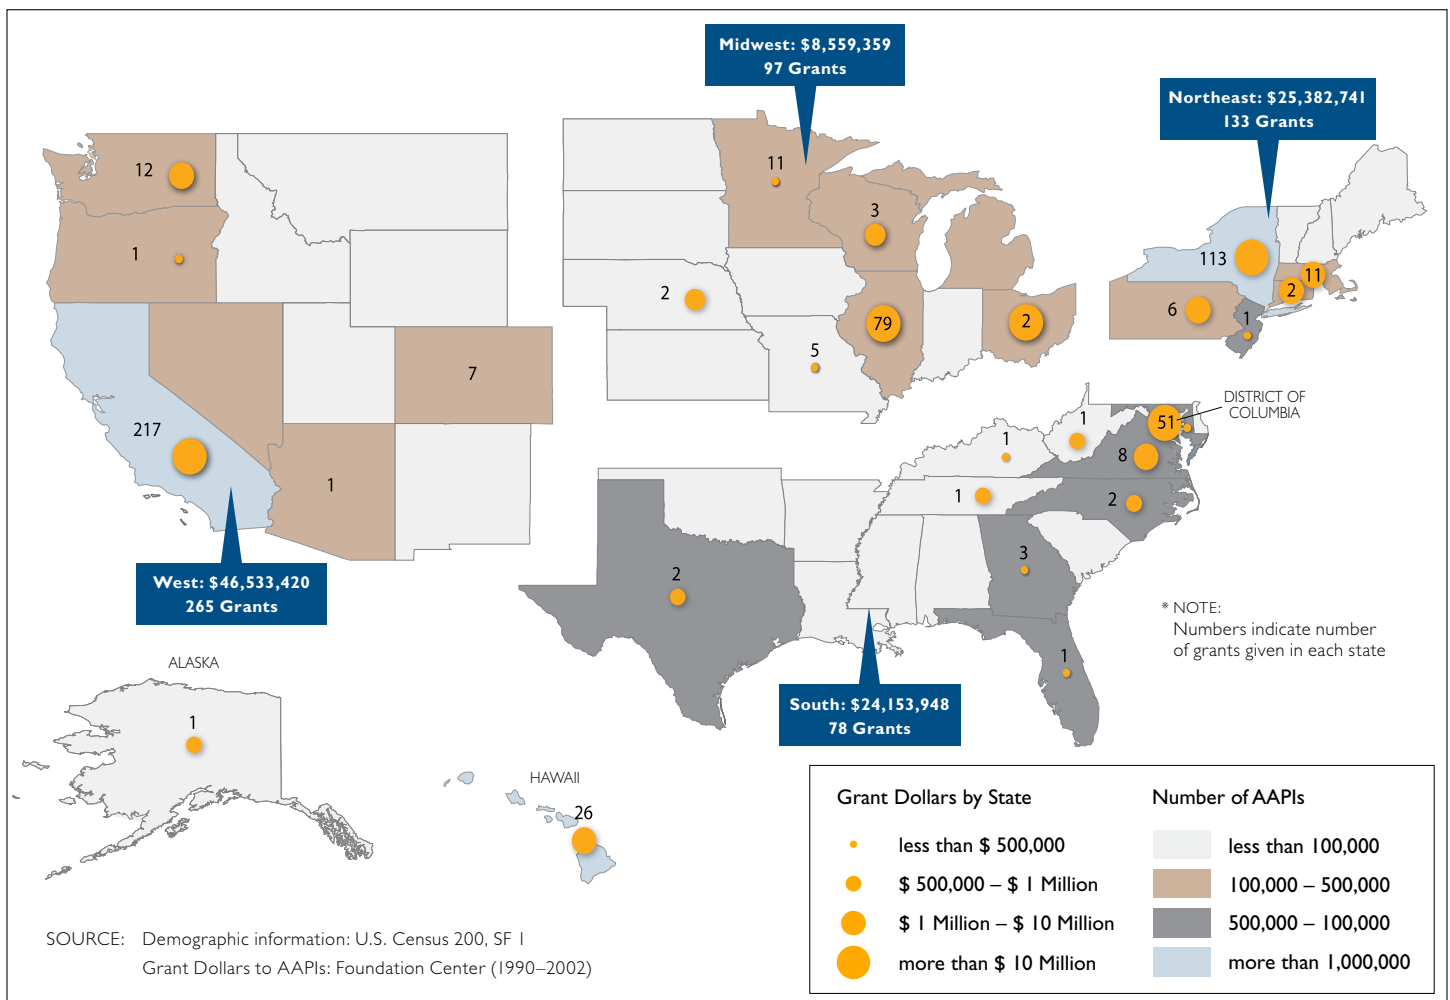 Midwest: $8,559,359
97 Grants
Northeast: $25,382,741
133 Grants
12
1
217
7
1
West: $46,533,420
265 Grants
11
3
2
79
2
5
113
11
2
6
1
DISTRICT OF
COLUMBIA
51
1
1
8
1
2
3
2
1
South: $24,153,948
78 Grants
* NOTE:
Numbers indicate number
of grants given in each state
ALASKA
1
HAWAII
26
Grant Dollars by State
less than $ 500,000
$ 500,000 – $ 1 Million
$ 1 Million – $ 10 Million
more than $ 10 Million
Number of AAPIs
less than 100,000
100,000 – 500,000
500,000 – 100,000
more than 1,000,000
SOURCE: Demographic information: U.S. Census 200, SF 1
Grant Dollars to AAPIs: Foundation Center (1990–2002)